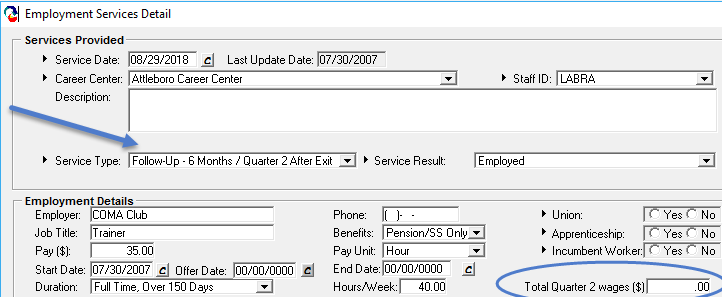 Employment Services Detail
Services Provided
Service Date: 08/29/2018 c Last Update Date: 07/30/2007
Career Center: Attleboro Career Center Staff ID: LABRA
Description:
Service Type: Follow-Up - 6 Months / Quarter 2 After Exit Service Result: Employed
Employment Details
Employer: COMA Club Phone: ( )- - Union: Yes No
Job Title: Trainer Benefits: Pension/SS Only Apprenticeship: Yes No
Pay ($): 35.00 Pay Unit: Hour Incumbent Worker: Yes No
Start Date: 07/30/2007 c Offer Date: 00/00/0000 c End Date: 00/00/0000 c
Duration: Full Time, Over 150 Days Hours/Week: 40.00 Total Quarter 2 wages ($) .00